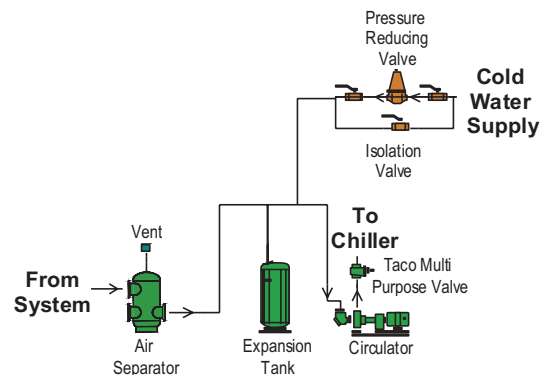 Pressure
Reducing
Valve
Cold
Water
Supply
Isolation
Valve
To
Chiller
Vent
Taco Multi
Purpose Valve
From
System
Air
Separator
Expansion
Tank
Circulator